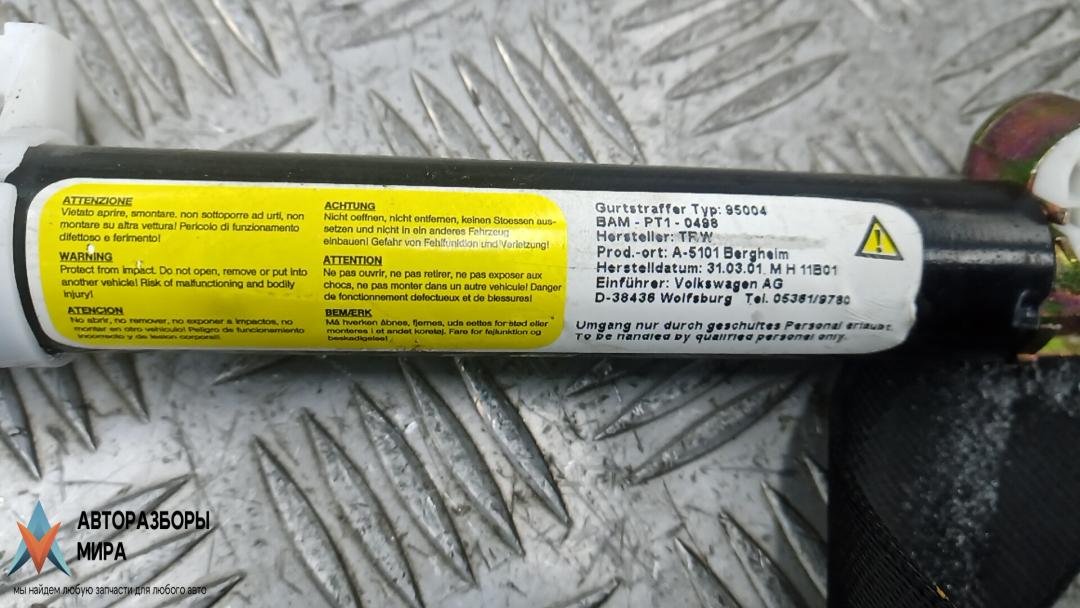 ATTENZIONE
Vietato aprire, smontare, non sottoporre ad urti, non
montare su altra vettura! Pericolo di funzionamento
difettoso e ferimento!
WARNING
Protect from impact. Do not open, remove or put into
another vehicle! Risk of malfunctioning and bodily
injury!
ATENCION
No abrir, no remover, no exponer a impactos, no
montar en otro vehiculo! Peligro de funcionamiento
incorrecto y de lesion corporal!
ACHTUNG
Nicht oeffnen, nicht entfernen, keinen Stoessen aus-
setzen und nicht in ein anderes Fahrzeug
einbauen! Gefahr von Fehlfunktion und Verletzung!
ATTENTION
Ne pas ouvrir, ne pas retirer, ne pas exposer aux
chocs, ne pas monter dans un autre vehicule! Danger
de fonctionnement defectueux et de blessures!
BEMÆRK
Må hverken åbnes, fjernes, uds ettes for stød eller
monteres i et andet koretøj. Fare for fejlunktion og
beskadigelse!
Gurtstraffer Typ: 95004
BAM - PT1 - 0498
Hersteller: TRW
Prod.-ort: A-5101 Bergheim
Herstelldatum: 31.03.01. M H 11B01
Einführer: Volkswagen AG
D-38436 Wolfsburg Tel. 05361/9780
Umgang nur durch geschultes Personal erlaubt.
To be handled by qualified personal only.
АВТОРАЗБОРЫ
МИРА
мы найдем любую запчасти для любого авто